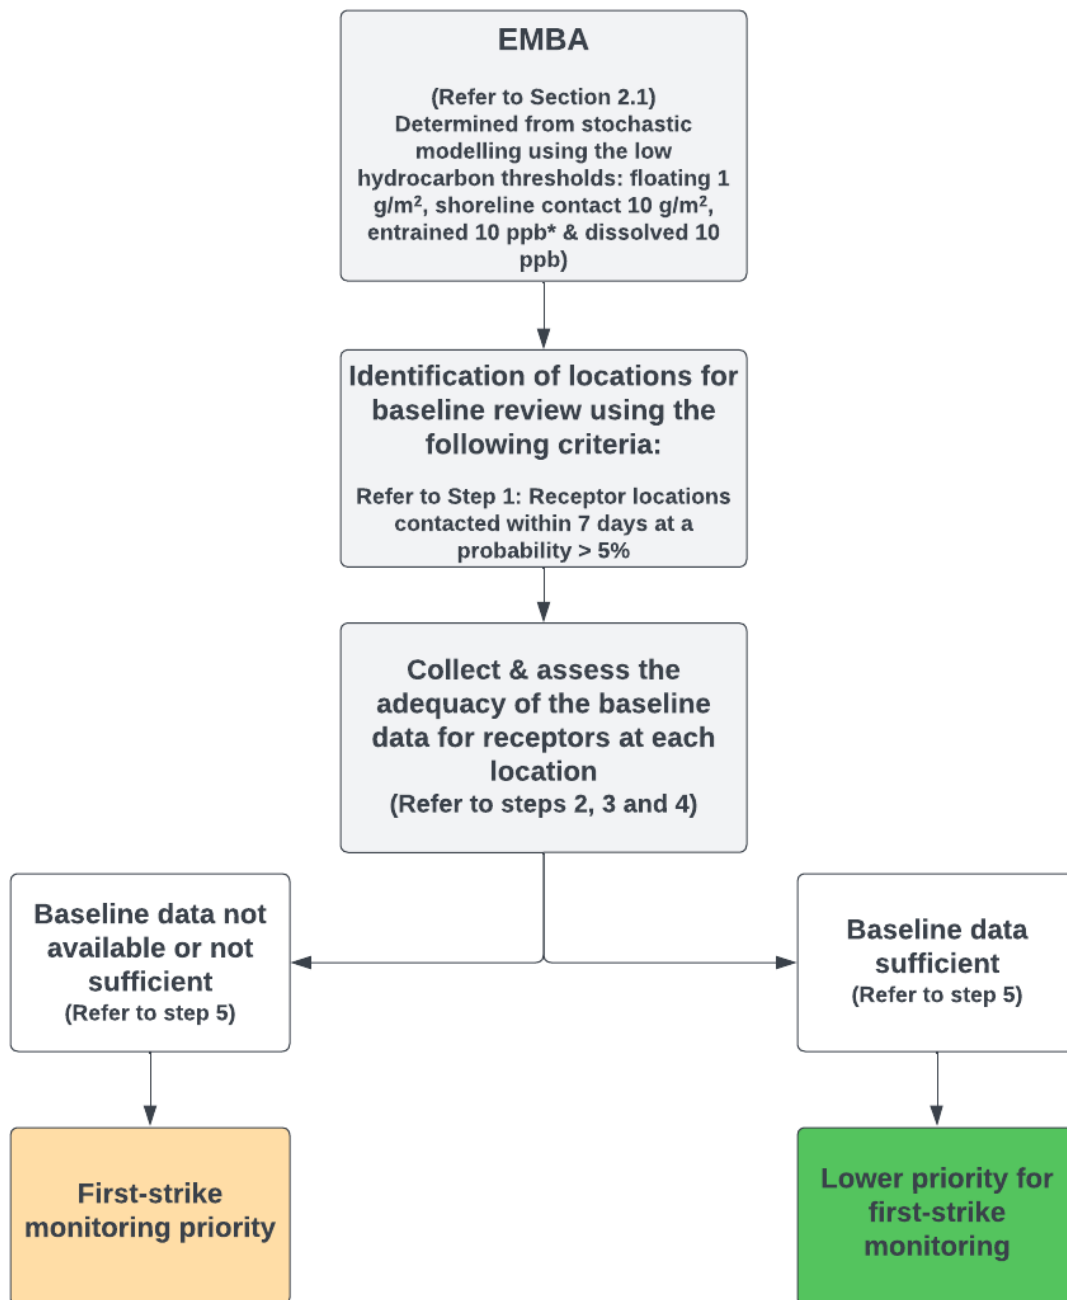 EMBA
(Refer to Section 2.1)
Determined from stochastic
modelling using the low
hydrocarbon thresholds: floating 1
g/m², shoreline contact 10 g/m²,
entrained 10 ppb* & dissolved 10
ppb)
Identification of locations for
baseline review using the
following criteria:
Refer to Step 1: Receptor locations
contacted within 7 days at a
probability > 5%
Collect & assess the
adequacy of the baseline
data for receptors at each
location
(Refer to steps 2, 3 and 4)
Baseline data not
available or not
sufficient
(Refer to step 5)
Baseline data
sufficient
(Refer to step 5)
First-strike
monitoring priority
Lower priority for
first-strike
monitoring